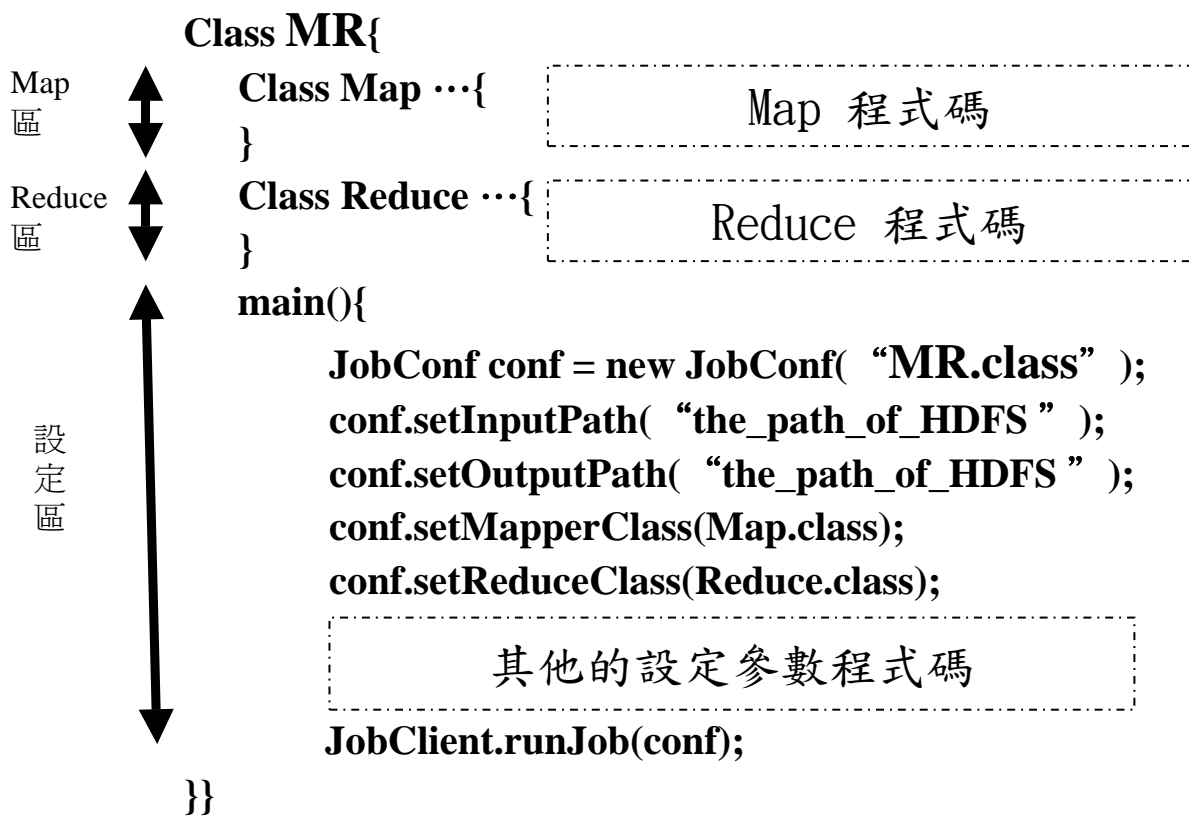 Class MR{
Map
區
Class Map ⋯{
Map 程式碼
}
Reduce
區
Class Reduce ⋯{
Reduce 程式碼
}
設
定
區
main(){
JobConf conf = new JobConf( “MR.class” );
conf.setInputPath( “the_path_of_HDFS ” );
conf.setOutputPath( “the_path_of_HDFS ” );
conf.setMapperClass(Map.class);
conf.setReduceClass(Reduce.class);
其他的設定參數程式碼
JobClient.runJob(conf);
}}